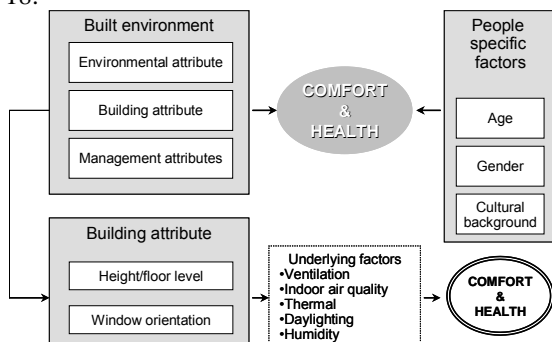 18.
Built environment
Environmental attribute
Building attribute
Management attributes
COMFORT
&
HEALTH
People
specific
factors
Age
Gender
Cultural
background
Building attribute
Height/floor level
Window orientation
Underlying factors
•Ventilation
•Indoor air quality
•Thermal
•Daylighting
•Humidity
COMFORT
&
HEALTH